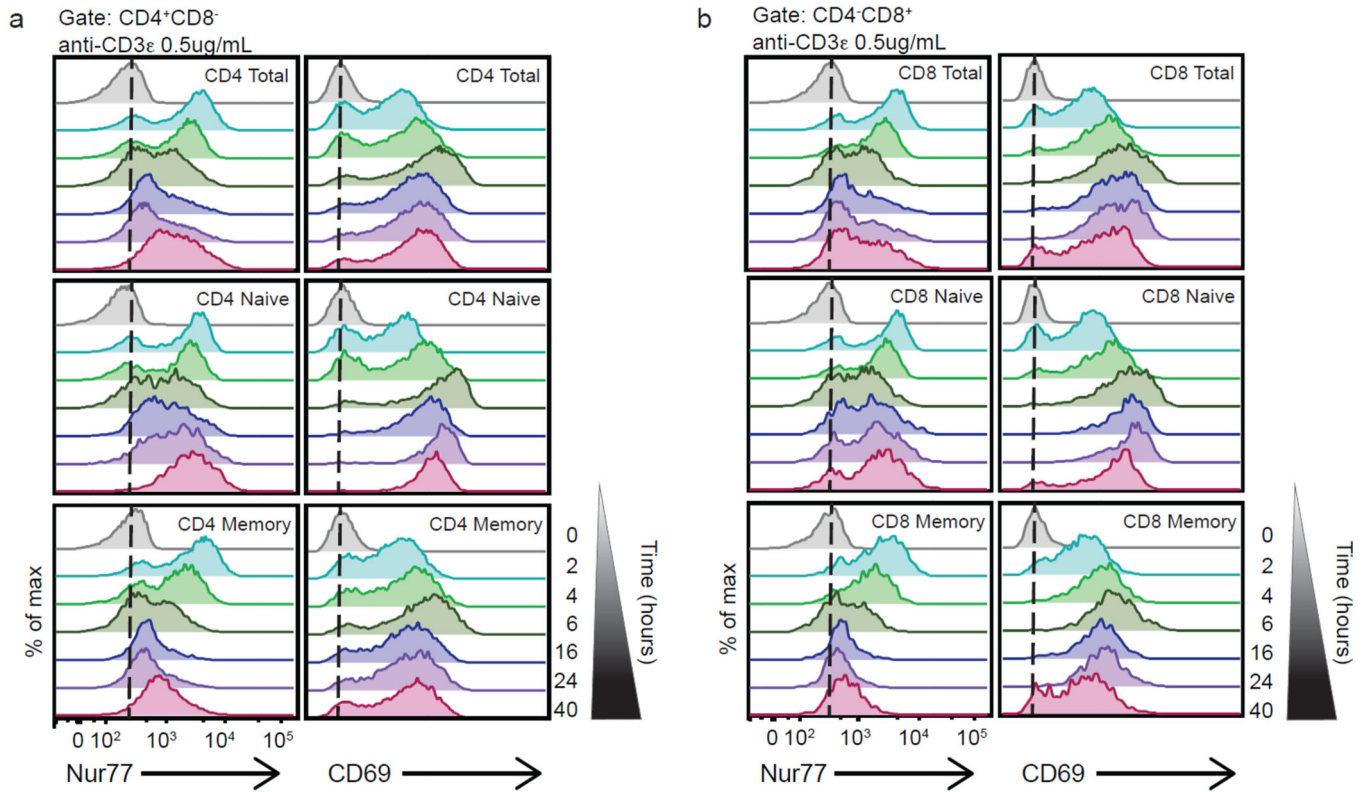 a
Gate: CD4⁺CD8⁻
anti-CD3ε 0.5ug/mL
CD4 Total
CD4 Total
CD4 Naive
CD4 Naive
CD4 Memory
CD4 Memory
% of max
0
2
4
6
16
24
40
Time (hours)
0 10² 10³ 10⁴ 10⁵
Nur77
CD69
b
Gate: CD4⁻CD8⁺
anti-CD3ε 0.5ug/mL
CD8 Total
CD8 Total
CD8 Naive
CD8 Naive
CD8 Memory
CD8 Memory
% of max
0
2
4
6
16
24
40
Time (hours)
0 10² 10³ 10⁴ 10⁵
Nur77
CD69